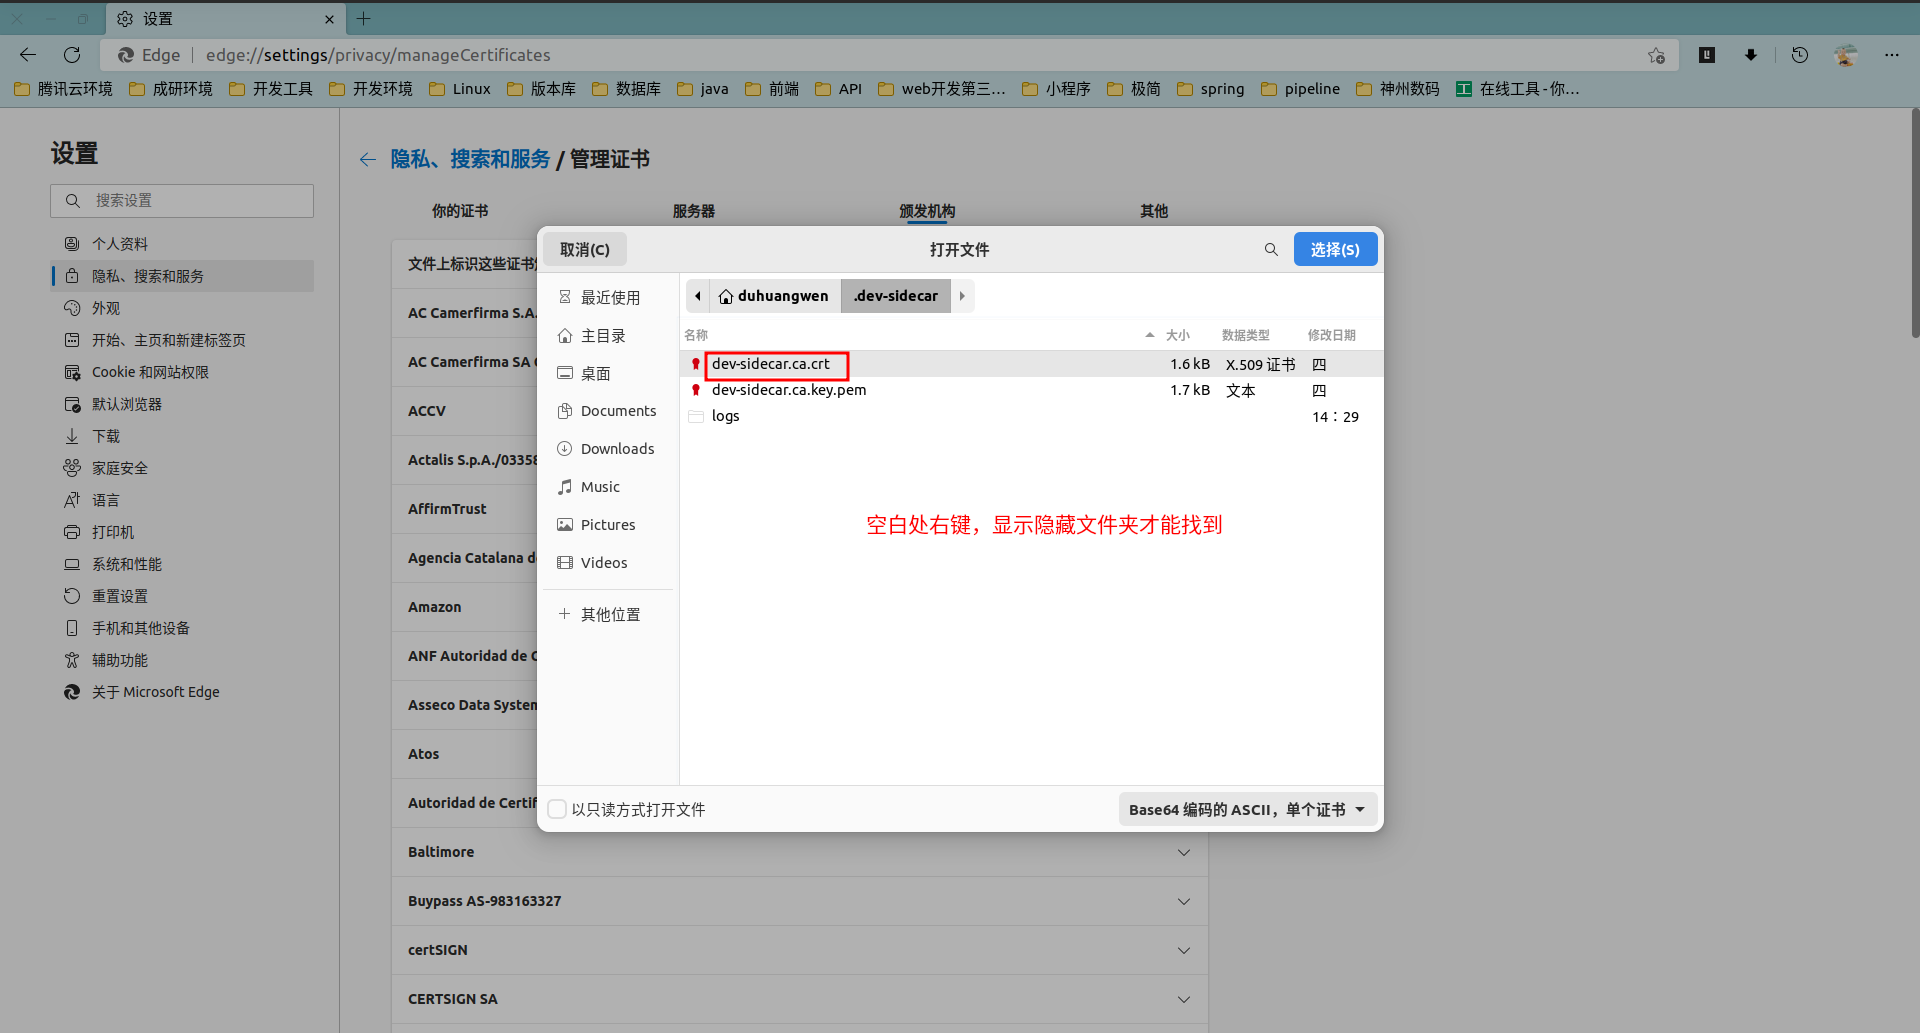 设置
Edge edge://settings/privacy/manageCertificates
腾讯云环境 成研环境 开发工具 开发环境 Linux 版本库 数据库 java 前端 API web开发第三... 小程序 极简 spring pipeline 神州数码 在线工具 - 你...
设置
搜索设置
个人资料
隐私、搜索和服务
外观
开始、主页和新建标签页
Cookie 和网站权限
默认浏览器
下载
家庭安全
语言
打印机
系统和性能
重置设置
手机和其他设备
辅助功能
关于 Microsoft Edge
隐私、搜索和服务 / 管理证书
你的证书 服务器 颁发机构 其他
文件上标识这些证书
AC Camerfirma S.A.
AC Camerfirma SA
ACCV
Actalis S.p.A./03358
AffirmTrust
Agencia Catalana d
Amazon
ANF Autoridad de C
Asseco Data System
Atos
Autoridad de Certif
Baltimore
Buypass AS-983163327
certSIGN
CERTSIGN SA
取消(C) 打开文件 选择(S)
最近使用
主目录
桌面
Documents
Downloads
Music
Pictures
Videos
其他位置
duhuangwen .dev-sidecar
名称 大小 数据类型 修改日期
dev-sidecar.ca.crt 1.6 kB X.509 证书 四
dev-sidecar.ca.key.pem 1.7 kB 文本 四
logs 14：29
空白处右键，显示隐藏文件夹才能找到
以只读方式打开文件 Base64 编码的 ASCII，单个证书